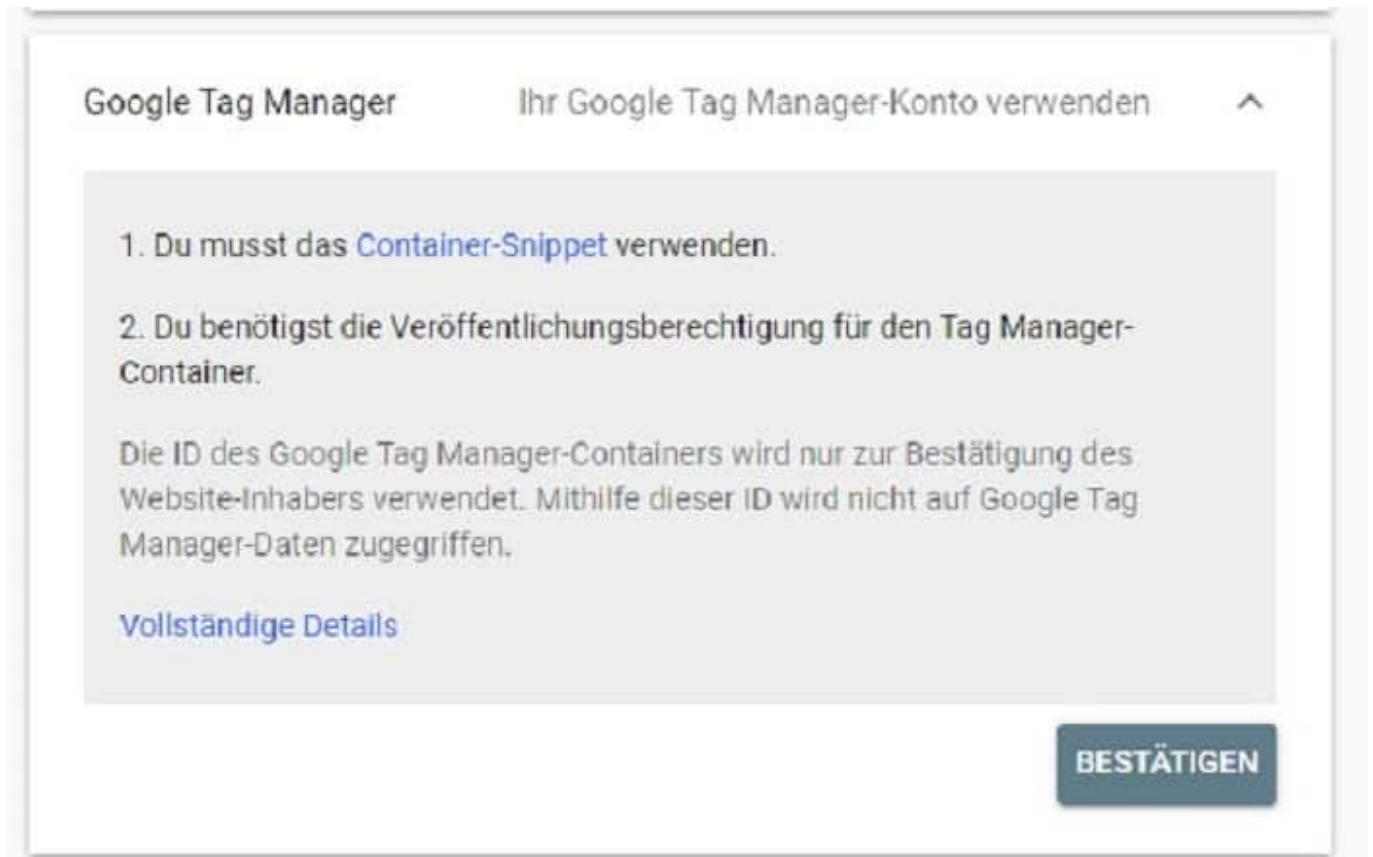 Google Tag Manager Ihr Google Tag Manager-Konto verwenden
1. Du musst das Container-Snippet verwenden.
2. Du benötigst die Veröffentlichungsberechtigung für den Tag Manager-
Container.
Die ID des Google Tag Manager-Containers wird nur zur Bestätigung des
Website-Inhabers verwendet. Mithilfe dieser ID wird nicht auf Google Tag
Manager-Daten zugegriffen.
Vollständige Details
BESTÄTIGEN